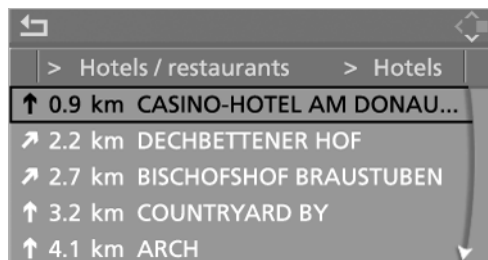 > Hotels / restaurants > Hotels
0.9 km CASINO-HOTEL AM DONAU...
2.2 km DECHBETTENER HOF
2.7 km BISCHOFSHOF BRAUSTUBEN
3.2 km COUNTRYARD BY
4.1 km ARCH